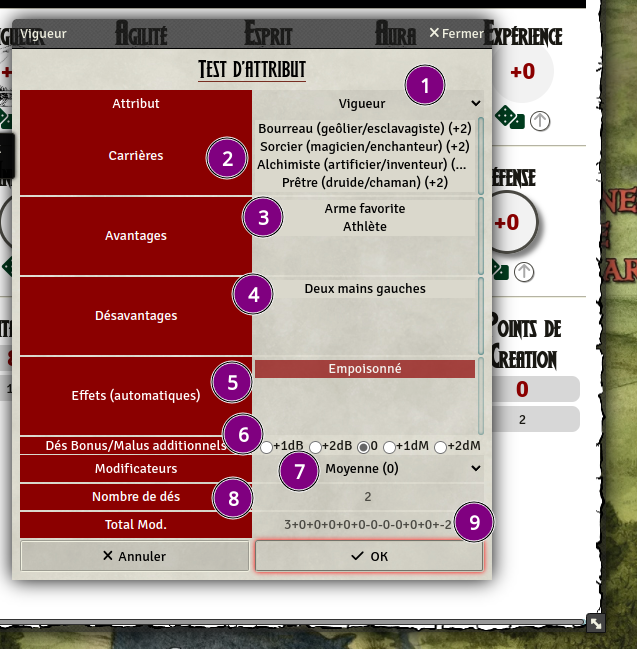 Vigueur
Agilité
Esprit
Aura
Expérience
Fermer
Test d'attribut
+0
1
Attribut
Vigueur
Carrières
2
Bourreau (geôlier/esclavagiste) (+2)
Sorcier (magicien/enchanteur) (+2)
Alchimiste (artificier/inventeur) (...
Prêtre (druide/chaman) (+2)
3
Avantages
Arme favorite
Athlète
+0
4
Désavantages
Deux mains gauches
Points de
Creation
5
Effets (automatiques)
Empoisonné
0
2
6
Dés Bonus/Malus additionnels
+1dB
+2dB
0
+1dM
+2dM
7
Modificateurs
Moyenne (0)
8
Nombre de dés
2
9
Total Mod.
3+0+0+0+0-0-0-0+0+0+-2
Annuler
OK